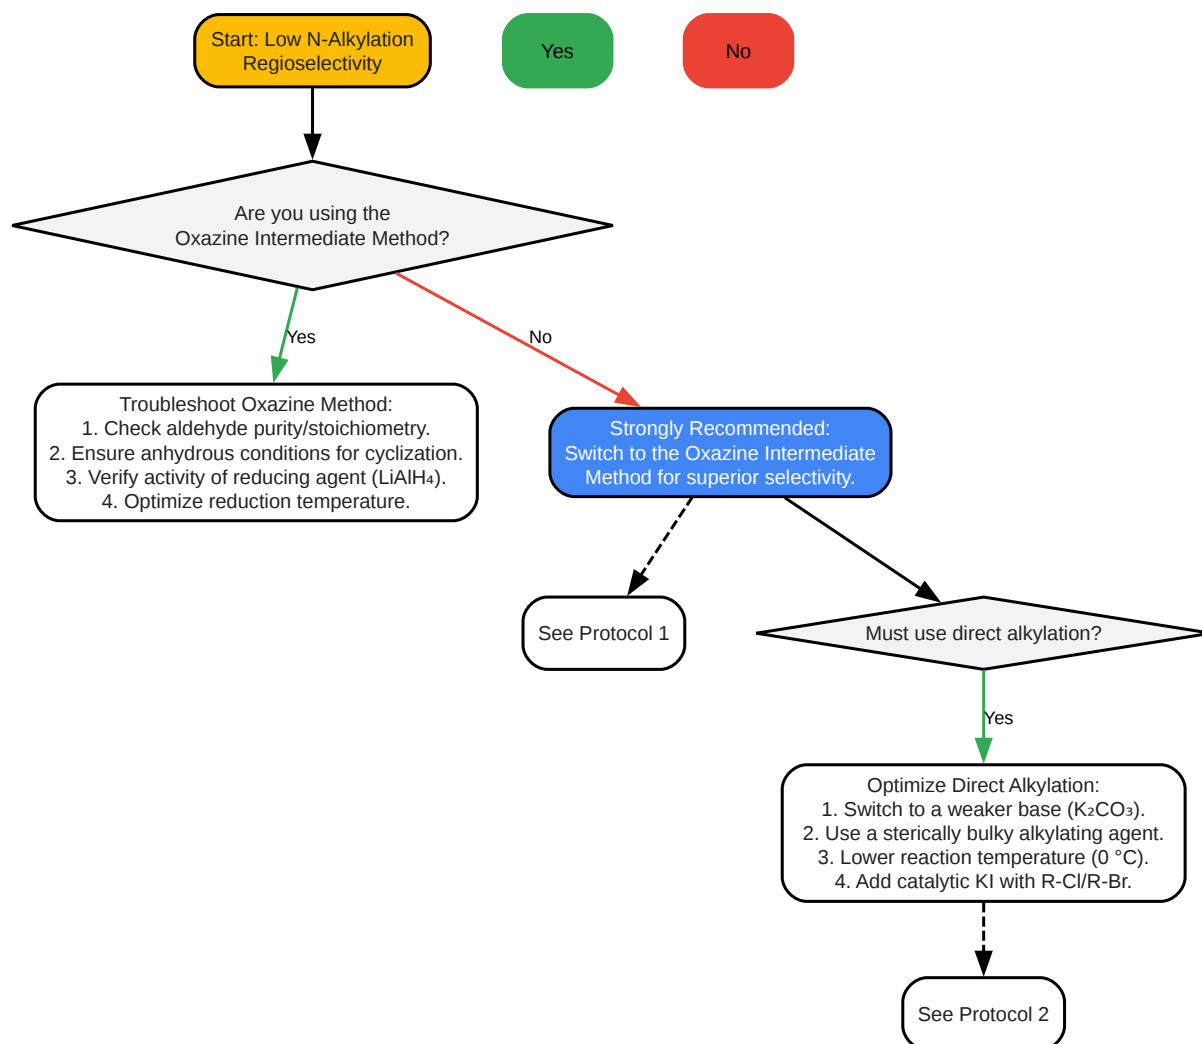 Start: Low N-Alkylation
Regioselectivity
Yes
No
Are you using the
Oxazine Intermediate Method?
Yes
No
Troubleshoot Oxazine Method:
1. Check aldehyde purity/stoichiometry.
2. Ensure anhydrous conditions for cyclization.
3. Verify activity of reducing agent (LiAlH₄).
4. Optimize reduction temperature.
Strongly Recommended:
Switch to the Oxazine Intermediate
Method for superior selectivity.
See Protocol 1
Must use direct alkylation?
Yes
Optimize Direct Alkylation:
1. Switch to a weaker base (K₂CO₃).
2. Use a sterically bulky alkylating agent.
3. Lower reaction temperature (0 °C).
4. Add catalytic KI with R-Cl/R-Br.
See Protocol 2